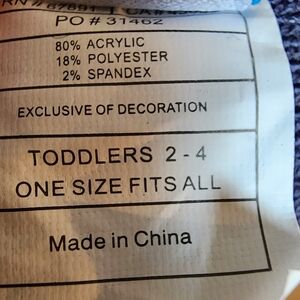 PO # 31462
80% ACRYLIC
18% POLYESTER
2% SPANDEX
EXCLUSIVE OF DECORATION
TODDLERS 2 - 4
ONE SIZE FITS ALL
Made in China